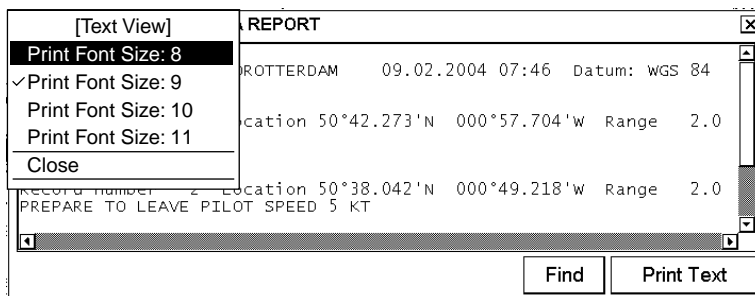 [Text View]
Print Font Size: 8
✓Print Font Size: 9
Print Font Size: 10
Print Font Size: 11
Close
REPORT
ROTTERDAM 09.02.2004 07:46 Datum: WGS 84
cation 50°42.273'N 000°57.704'W Range 2.0
Record Number 2 Location 50°38.042'N 000°49.218'W Range 2.0
PREPARE TO LEAVE PILOT SPEED 5 KT
Find
Print Text